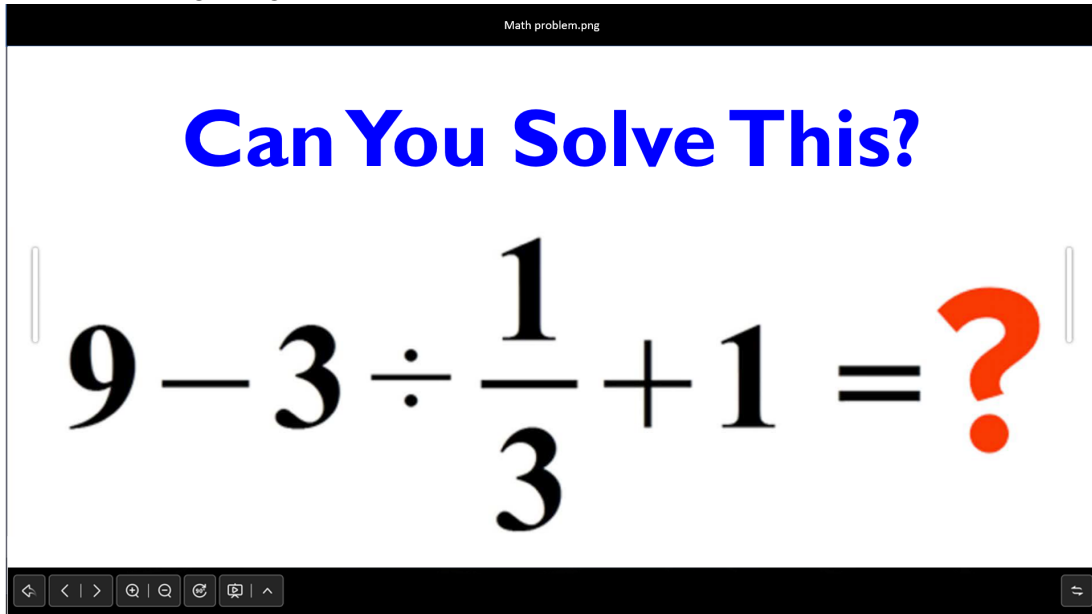 Math problem.png
Can You Solve This?
9 − 3 ÷ 1/3 + 1 = ?